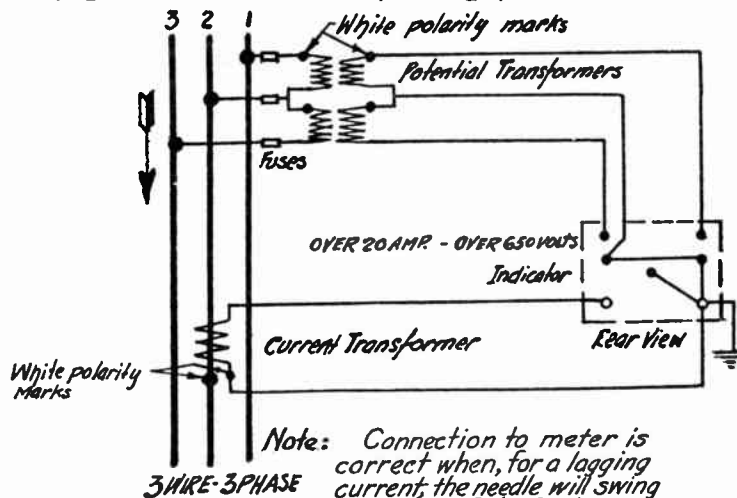 3 2 1
White polarity marks
Potential Transformers
Fuses
OVER 20 AMP. - OVER 650 VOLTS
Indicator
Current Transformer
Rear View
White polarity
Marks
Note: Connection to meter is
correct when, for a lagging
current, the needle will swing
3 WIRE - 3 PHASE